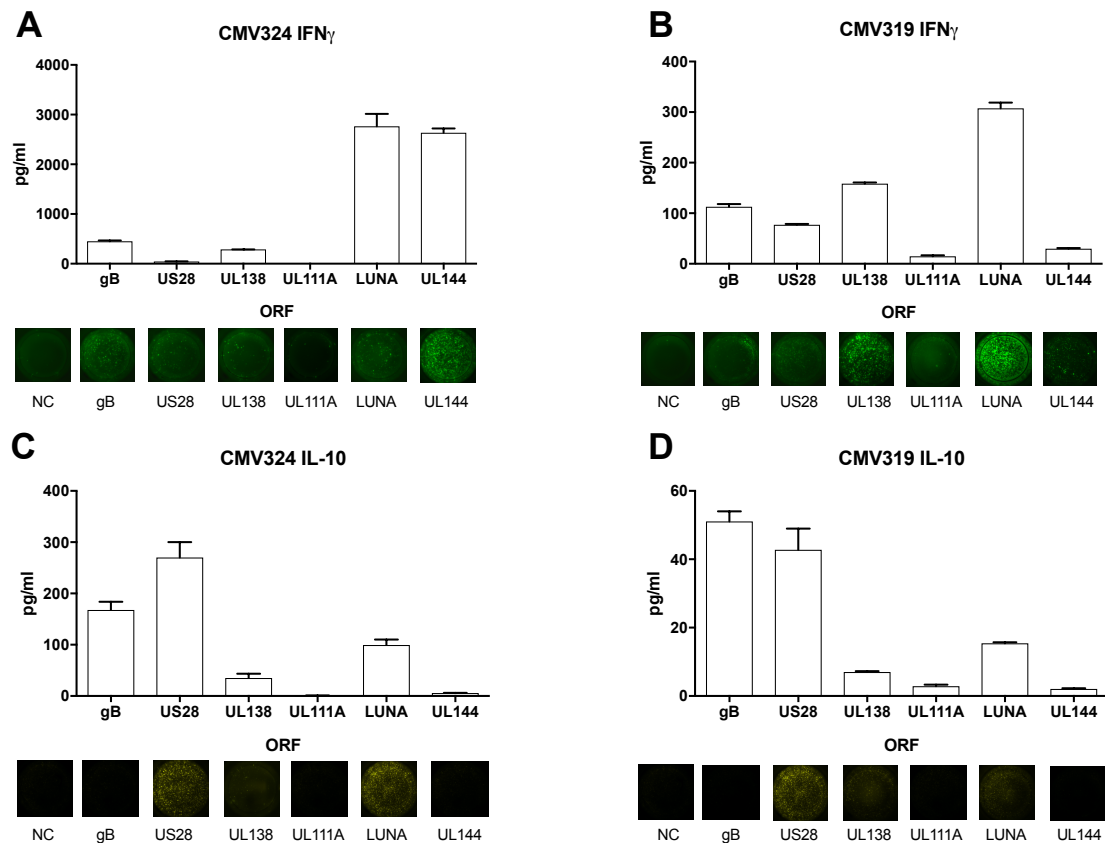 A
CMV324 IFNγ
4000
3000
2000
1000
0
pg/ml
gB US28 UL138 UL111A LUNA UL144
ORF
NC gB US28 UL138 UL111A LUNA UL144
B
CMV319 IFNγ
400
300
200
100
0
pg/ml
gB US28 UL138 UL111A LUNA UL144
ORF
NC gB US28 UL138 UL111A LUNA UL144
C
CMV324 IL-10
400
300
200
100
0
pg/ml
gB US28 UL138 UL111A LUNA UL144
ORF
NC gB US28 UL138 UL111A LUNA UL144
D
CMV319 IL-10
60
40
20
0
pg/ml
gB US28 UL138 UL111A LUNA UL144
ORF
NC gB US28 UL138 UL111A LUNA UL144